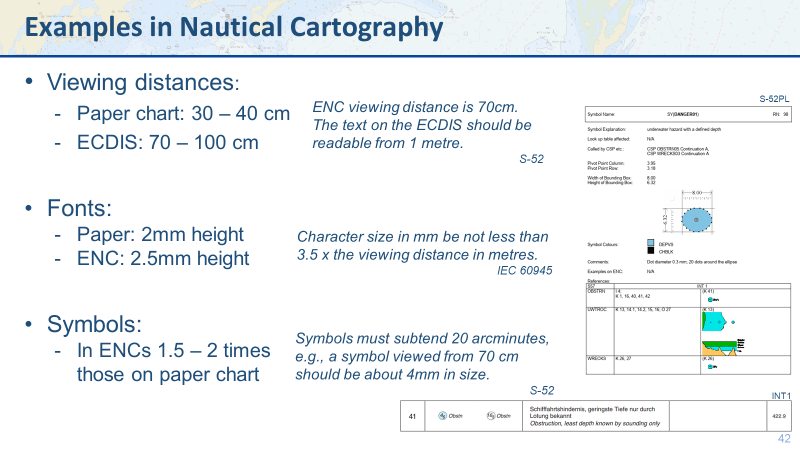 Examples in Nautical Cartography
• Viewing distances:
- Paper chart: 30 – 40 cm
- ECDIS: 70 – 100 cm
ENC viewing distance is 70cm.
The text on the ECDIS should be
readable from 1 metre.
S-52
• Fonts:
- Paper: 2mm height
- ENC: 2.5mm height
Character size in mm be not less than
3.5 x the viewing distance in metres.
IEC 60945
• Symbols:
- In ENCs 1.5 – 2 times
those on paper chart
Symbols must subtend 20 arcminutes,
e.g., a symbol viewed from 70 cm
should be about 4mm in size.
S-52
S-52PL
Symbol Name: SY(DANGER01) RN: 98
Symbol Explanation: underwater hazard with a defined depth
Look up table affected: N/A
Called by CSP etc.: CSP OBSTRN05 Continuation A,
CSP WRECKS03 Continuation A
Pivot Point Column: 3.95
Pivot Point Row: 3.18
Width of Bounding Box: 8.00
Height of Bounding Box: 6.32
8.00
6.32
Symbol Colours: DEPVS
CHBLK
Comments: Dot diameter 0.3 mm; 20 dots around the ellipse
Examples on ENC: N/A
References:
S57 INT 1
OBSTRN I 4; (K 41)
K 1, 16, 40, 41, 42
UWTROC K 13, 14.1, 14.2, 15, 16, O 27 (K 13)
WRECKS K 26, 27 (K 26)
INT1
41 Obstn Obstn
Schifffahrtshindernis, geringste Tiefe nur durch
Lotung bekannt
Obstruction, least depth known by sounding only
422.9
42